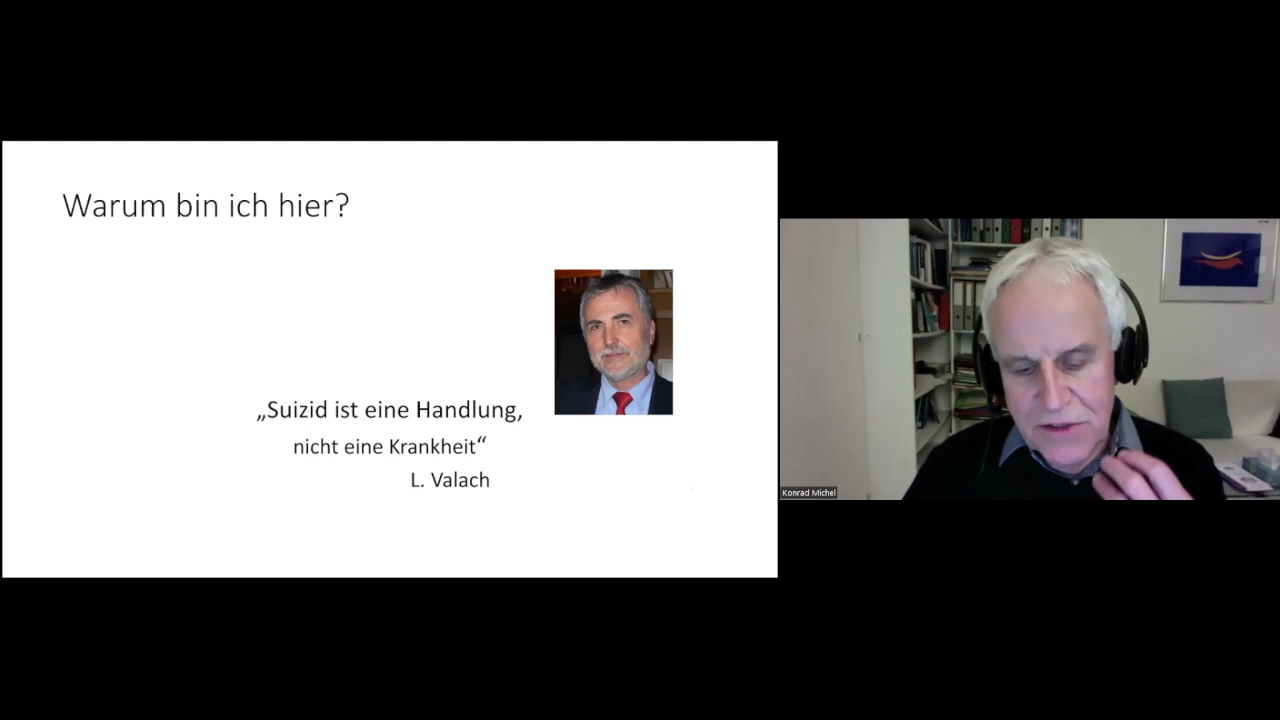 Warum bin ich hier?
„Suizid ist eine Handlung,
nicht eine Krankheit“
L. Valach
Konrad Michel